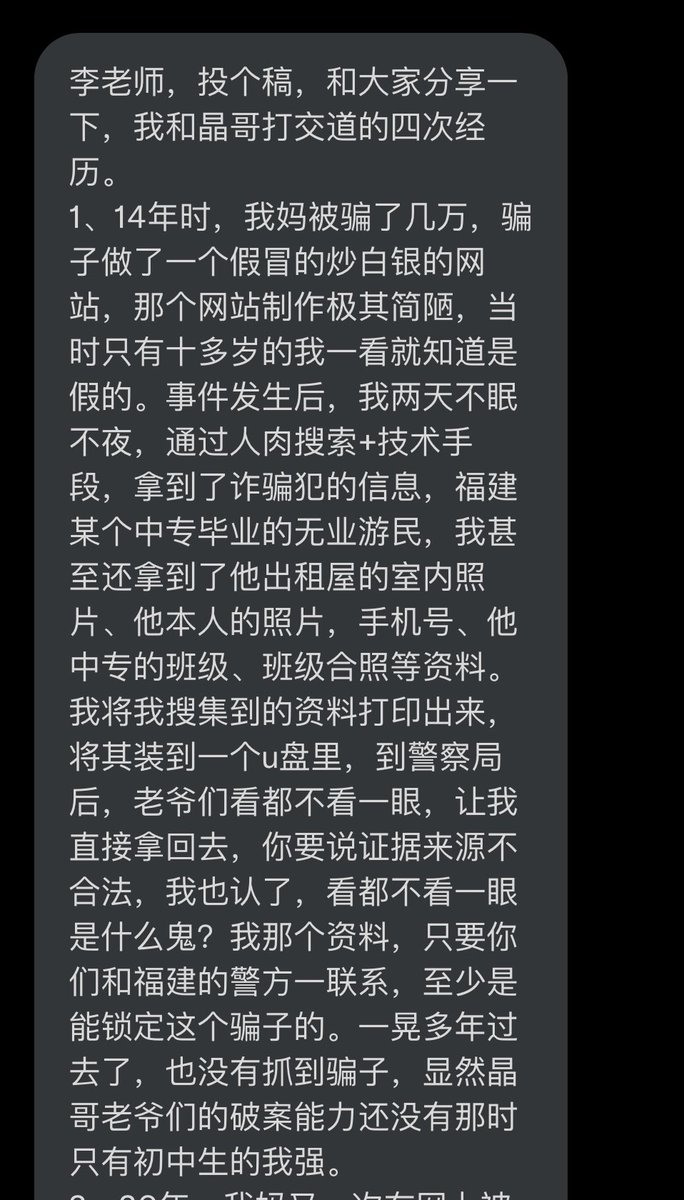 李老师，投个稿，和大家分享一
下，我和晶哥打交道的四次经
历。
1、14年时，我妈被骗了几万，骗
子做了一个假冒的炒白银的网
站，那个网站制作极其简陋，当
时只有十多岁的我一看就知道是
假的。事件发生后，我两天不眠
不夜，通过人肉搜索+技术手
段，拿到了诈骗犯的信息，福建
某个中专毕业的无业游民，我甚
至还拿到了他出租屋的室内照
片、他本人的照片，手机号、他
中专的班级、班级合照等资料。
我将我搜集到的资料打印出来，
将其装到一个u盘里，到警察局
后，老爷们看都不看一眼，让我
直接拿回去，你要说证据来源不
合法，我也认了，看都不看一眼
是什么鬼？我那个资料，只要你
们和福建的警方一联系，至少是
能锁定这个骗子的。一晃多年过
去了，也没有抓到骗子，显然晶
哥老爷们的破案能力还没有那时
只有初中生的我强。